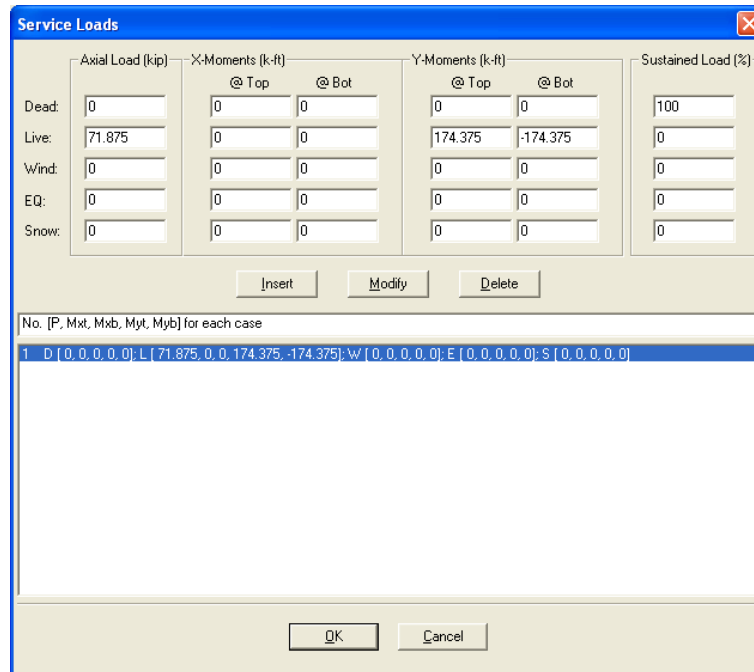 Service Loads
Axial Load (kip) X-Moments (k-ft) Y-Moments (k-ft) Sustained Load (%)
@ Top @ Bot @ Top @ Bot
Dead: 0 0 0 0 0 100
Live: 71.875 0 0 174.375 -174.375 0
Wind: 0 0 0 0 0 0
EQ: 0 0 0 0 0 0
Snow: 0 0 0 0 0 0
Insert Modify Delete
No. [P, Mxt, Mxb, Myt, Myb] for each case
1 D [ 0, 0, 0, 0, 0]; L [ 71.875, 0, 0, 174.375, -174.375]; W [ 0, 0, 0, 0, 0]; E [ 0, 0, 0, 0, 0]; S [ 0, 0, 0, 0, 0]
OK Cancel